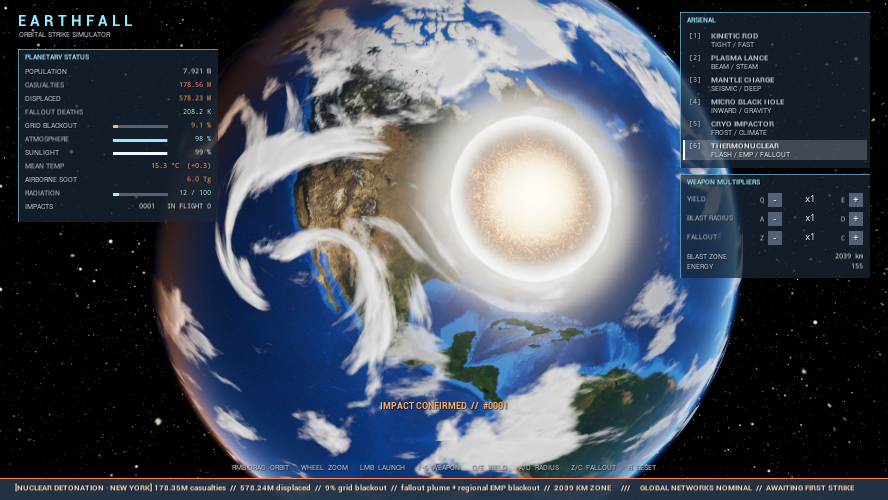 EARTHFALL
ORBITAL STRIKE SIMULATOR
PLANETARY STATUS
POPULATION 7.921 B
CASUALTIES 178.56 M
DISPLACED 578.23 M
FALLOUT DEATHS 208.2 K
GRID BLACKOUT 9.1 %
ATMOSPHERE 98 %
SUNLIGHT 99 %
MEAN TEMP 15.3 °C (+0.3)
AIRBORNE SOOT 6.0 Tg
RADIATION 12 / 100
IMPACTS 0001 IN FLIGHT 0
ARSENAL
[1] KINETIC ROD
TIGHT / FAST
[2] PLASMA LANCE
BEAM / STEAM
[3] MANTLE CHARGE
SEISMIC / DEEP
[4] MICRO BLACK HOLE
INWARD / GRAVITY
[5] CRYO IMPACTOR
FROST / CLIMATE
[6] THERMONUCLEAR
FLASH / EMP / FALLOUT
WEAPON MULTIPLIERS
YIELD Q - x1 E +
BLAST RADIUS A - x1 D +
FALLOUT Z - x1 C +
BLAST ZONE 2039 km
ENERGY 155
IMPACT CONFIRMED // #0001
RMB DRAG ORBIT WHEEL ZOOM LMB LAUNCH WEAPON YIELD A/D RADIUS Z/C FALLOUT RESET
[NUCLEAR DETONATION · NEW YORK] 178.35M casualties // 578.24M displaced // 9% grid blackout // fallout plume + regional EMP blackout // 2039 KM ZONE /// GLOBAL NETWORKS NOMINAL // AWAITING FIRST STRIKE